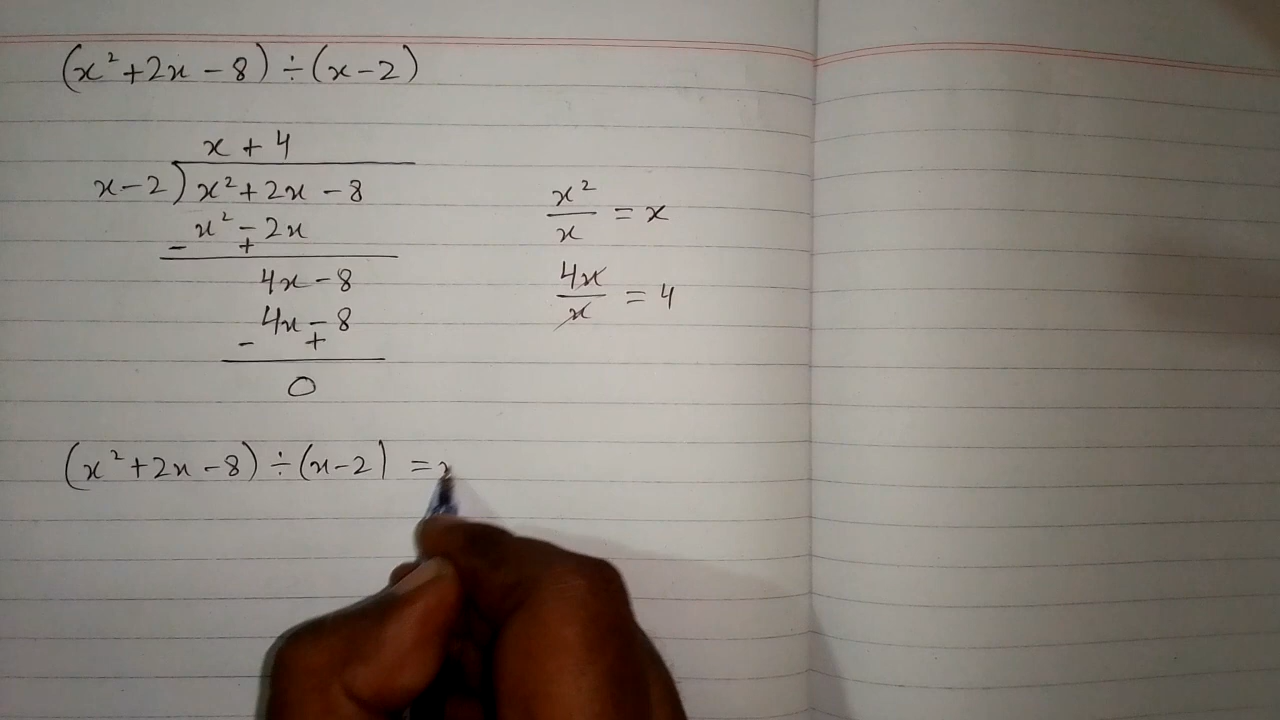 (x²+2x-8)÷(x-2)
x + 4
x-2)x²+2x-8
x²-2x
- +
4x-8
4x-8
- +
0
x²/x = x
4x/x = 4
(x²+2x-8)÷(x-2) = x